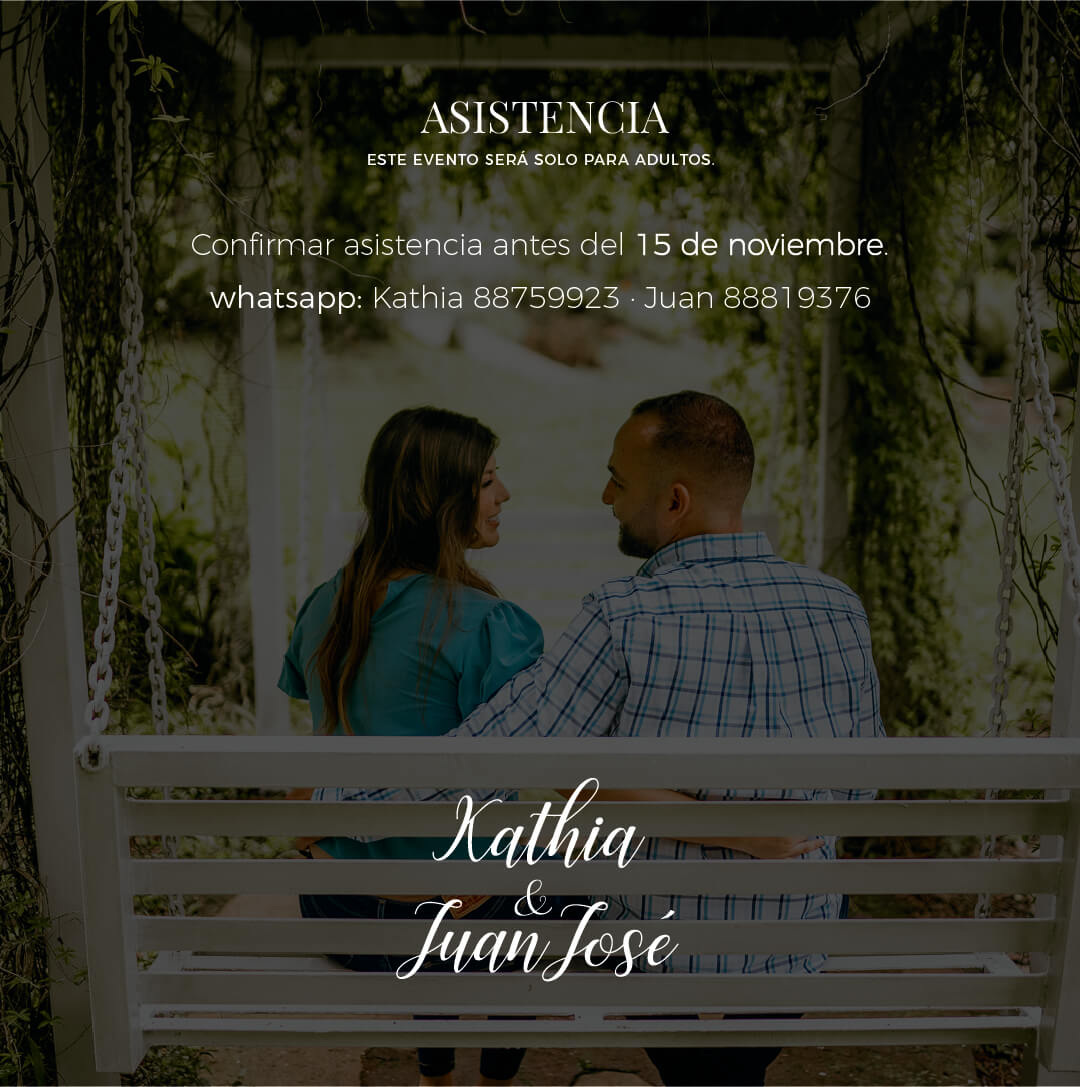 ASISTENCIA
ESTE EVENTO SERÁ SOLO PARA ADULTOS.
Confirmar asistencia antes del 15 de noviembre.
whatsapp: Kathia 88759923 · Juan 88819376
Kathia
&
Juan José